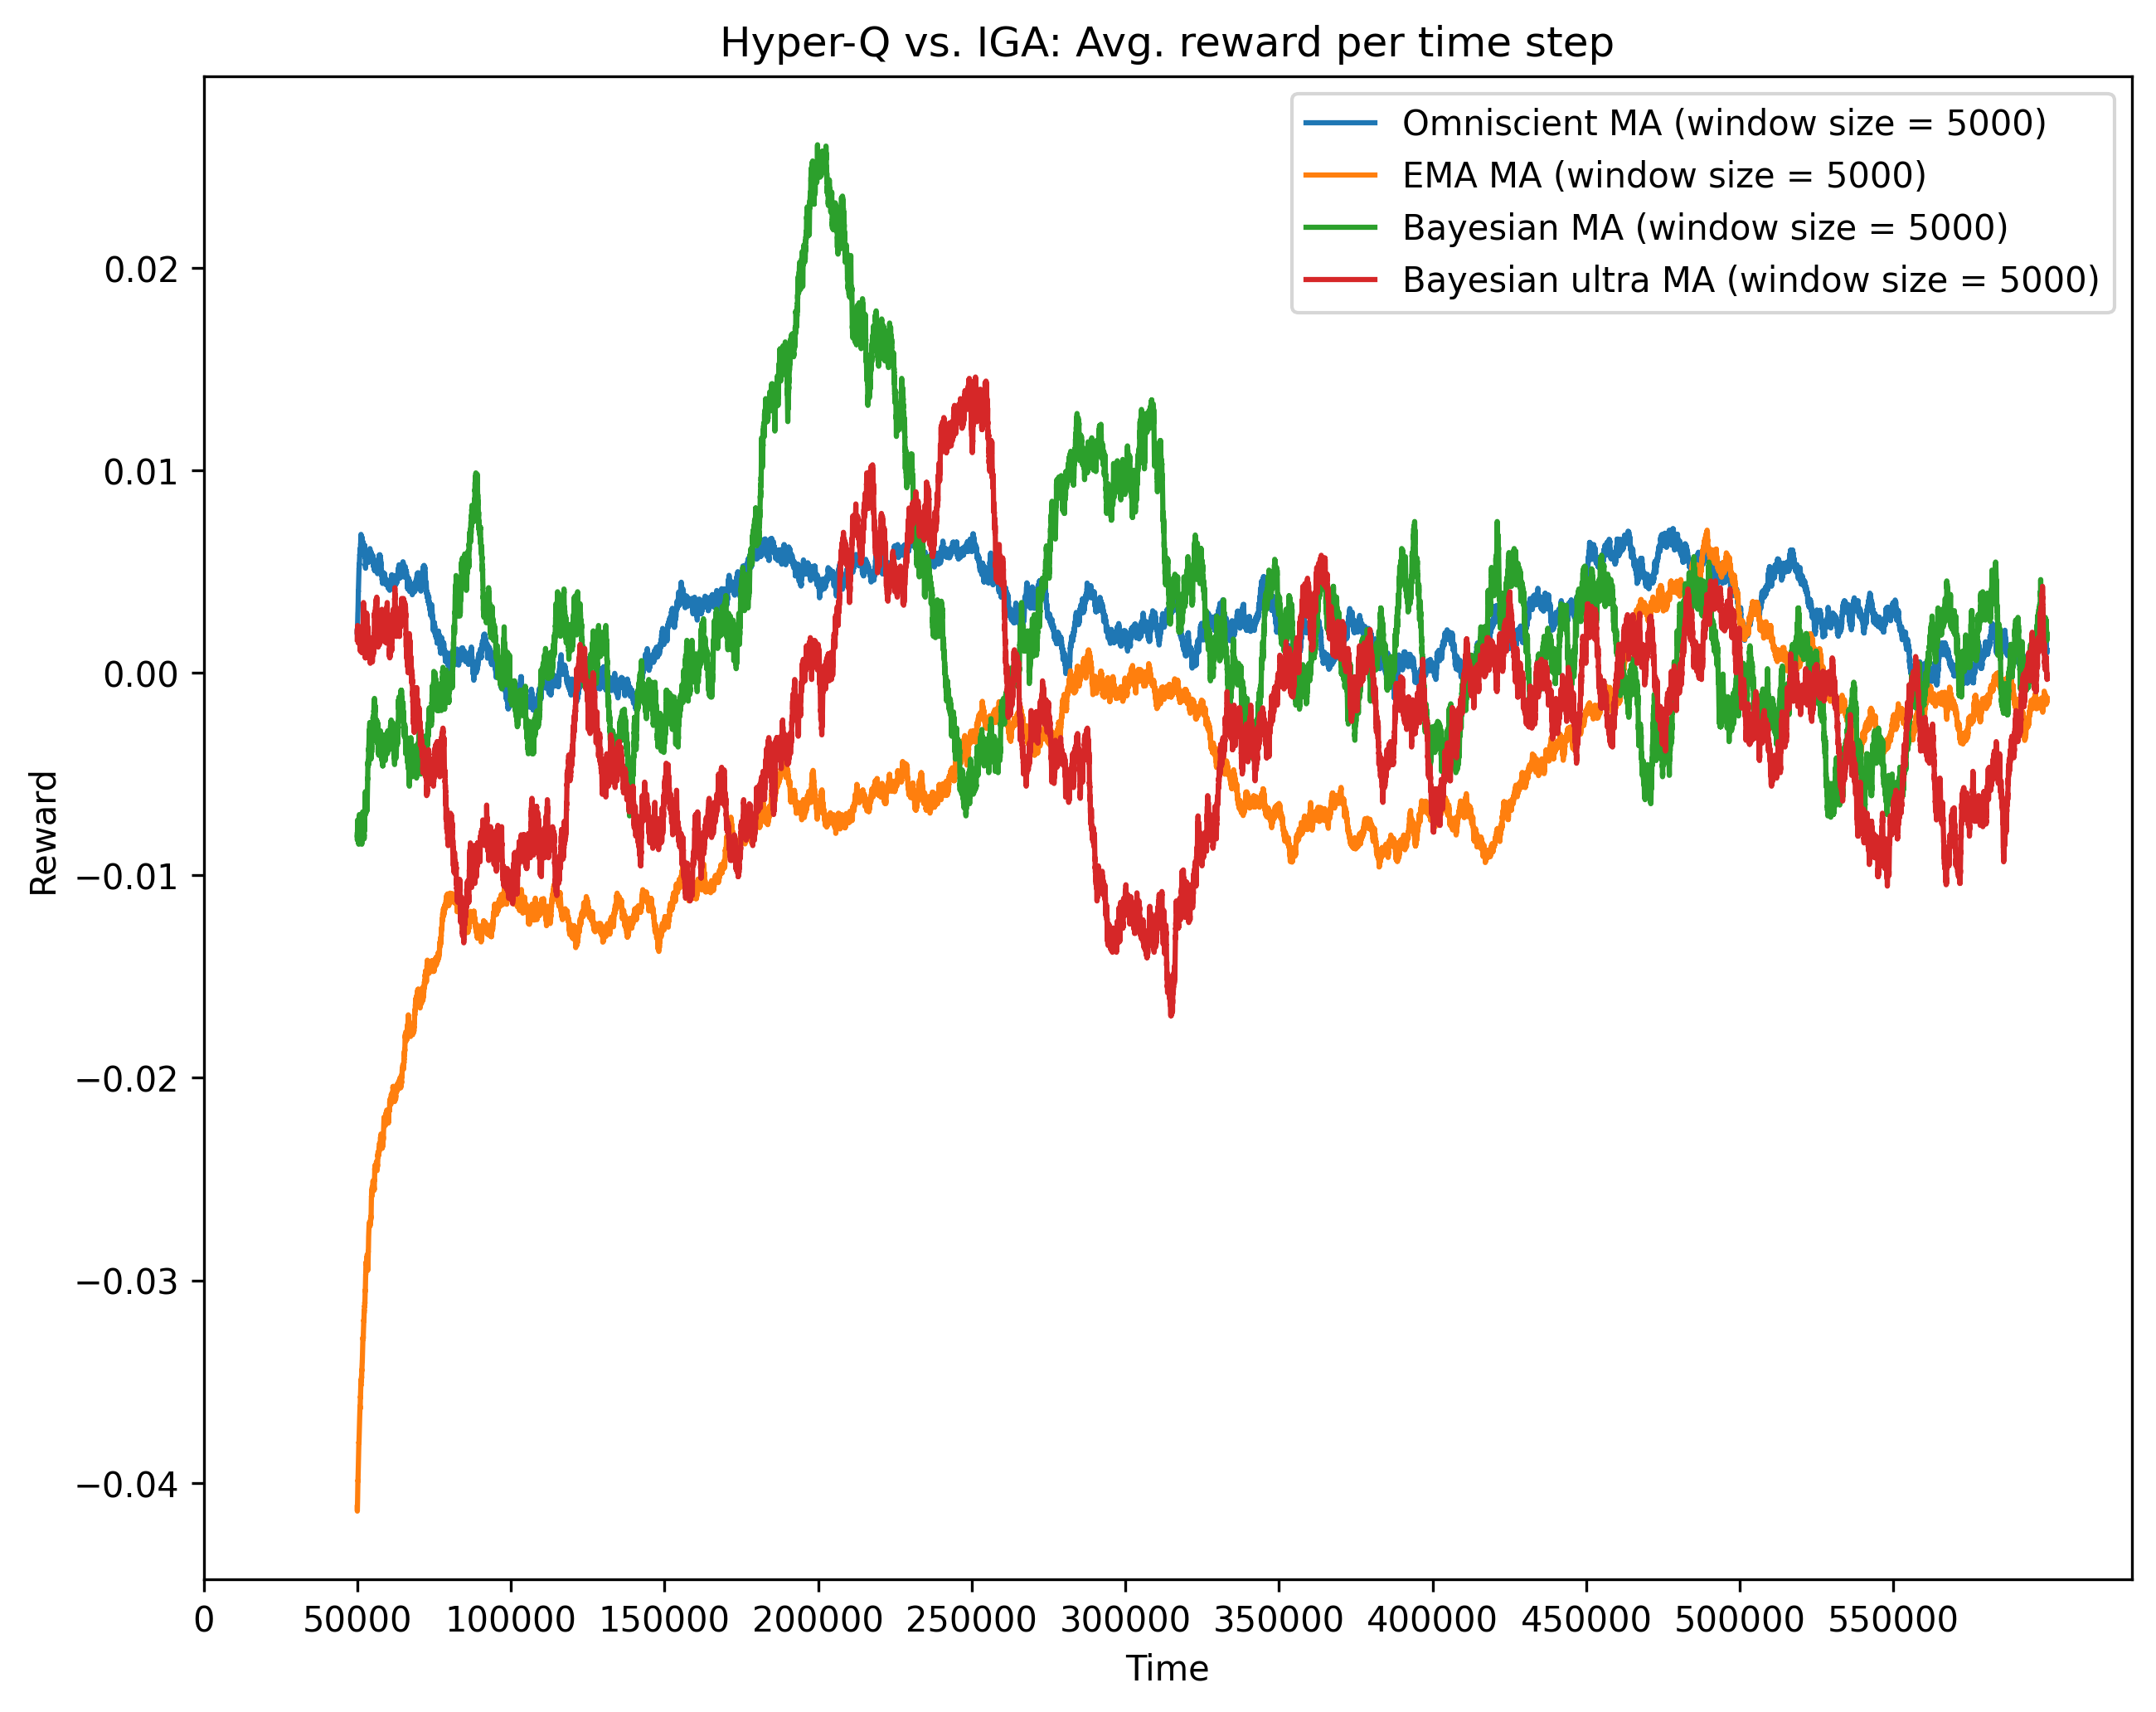 Hyper-Q vs. IGA: Avg. reward per time step
Omniscient MA (window size = 5000)
EMA MA (window size = 5000)
Bayesian MA (window size = 5000)
Bayesian ultra MA (window size = 5000)
0.02
0.01
0.00
−0.01
−0.02
−0.03
−0.04
Reward
0 50000 100000 150000 200000 250000 300000 350000 400000 450000 500000 550000
Time